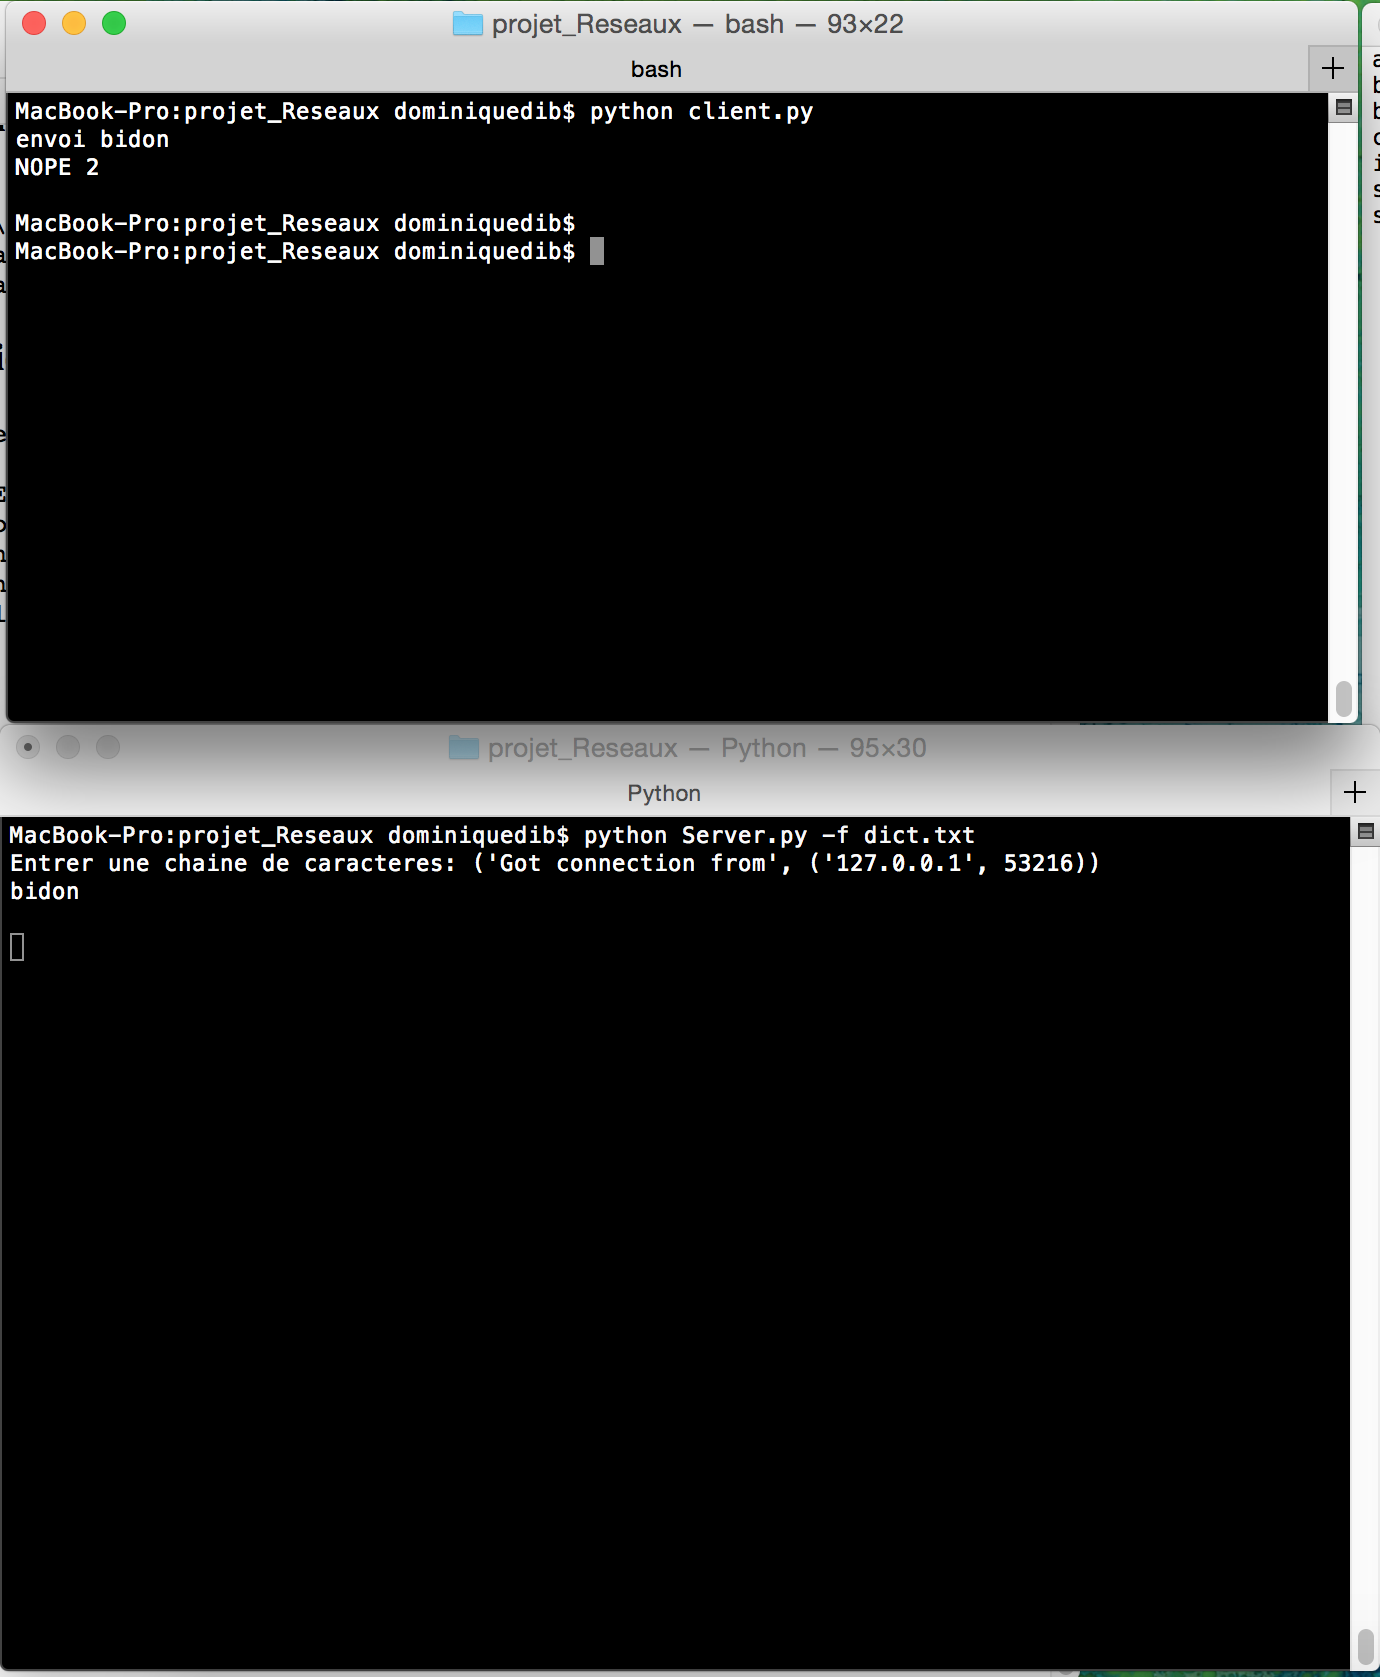 projet_Reseaux — bash — 93×22
bash
MacBook-Pro:projet_Reseaux dominiquedib$ python client.py
envoi bidon
NOPE 2
MacBook-Pro:projet_Reseaux dominiquedib$
MacBook-Pro:projet_Reseaux dominiquedib$
projet_Reseaux — Python — 95×30
Python
MacBook-Pro:projet_Reseaux dominiquedib$ python Server.py -f dict.txt
Entrer une chaine de caracteres: ('Got connection from', ('127.0.0.1', 53216))
bidon